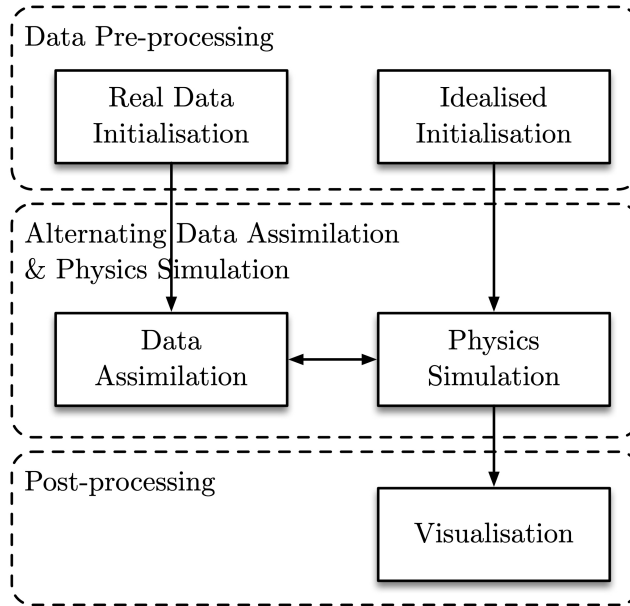 Data Pre-processing
Real Data
Initialisation
Idealised
Initialisation
Alternating Data Assimilation
& Physics Simulation
Data
Assimilation
Physics
Simulation
Post-processing
Visualisation